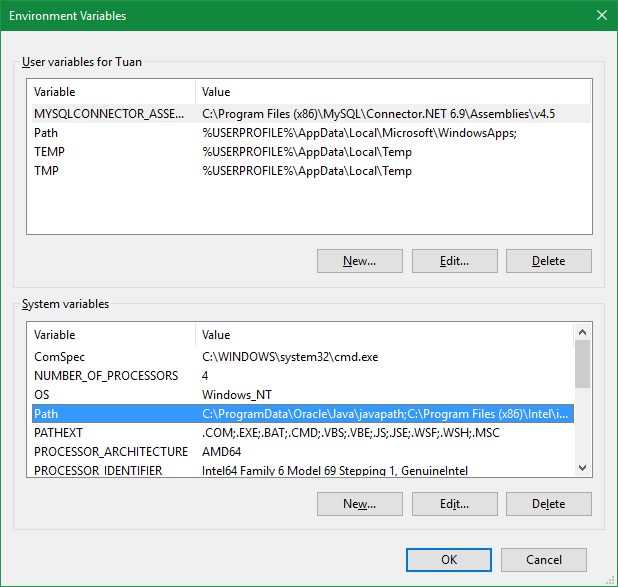 Environment Variables
User variables for Tuan
Variable Value
MYSQLCONNECTOR_ASSE... C:\Program Files (x86)\MySQL\Connector.NET 6.9\Assemblies\v4.5
Path %USERPROFILE%\AppData\Local\Microsoft\WindowsApps;
TEMP %USERPROFILE%\AppData\Local\Temp
TMP %USERPROFILE%\AppData\Local\Temp
New... Edit... Delete
System variables
Variable Value
ComSpec C:\WINDOWS\system32\cmd.exe
NUMBER_OF_PROCESSORS 4
OS Windows_NT
Path C:\ProgramData\Oracle\Java\javapath;C:\Program Files (x86)\Intel\i...
PATHEXT .COM;.EXE;.BAT;.CMD;.VBS;.VBE;.JS;.JSE;.WSF;.WSH;.MSC
PROCESSOR_ARCHITECTURE AMD64
PROCESSOR_IDENTIFIER Intel64 Family 6 Model 69 Stepping 1, GenuineIntel
New... Edit... Delete
OK Cancel